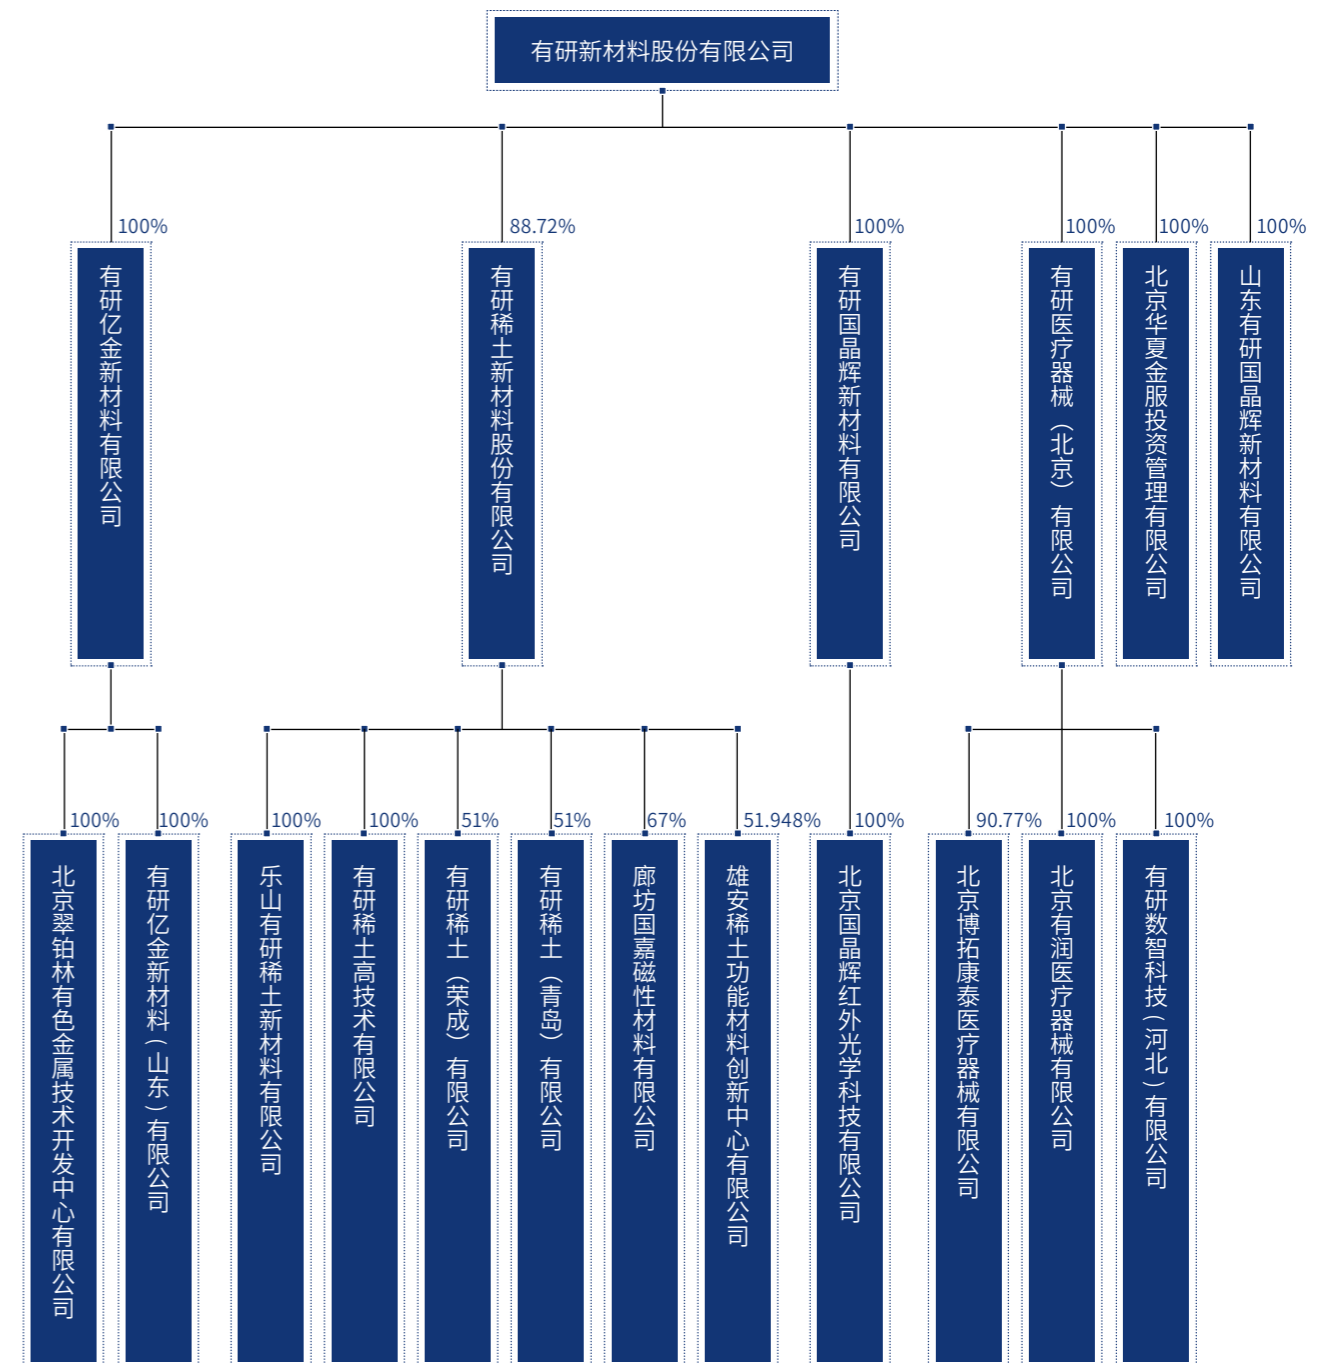 有研新材料股份有限公司
100%
88.72%
100%
100%
100%
100%
有研亿金新材料有限公司
有研稀土新材料股份有限公司
有研国晶辉新材料有限公司
有研医疗器械（北京）有限公司
北京华夏金服投资管理有限公司
山东有研国晶辉新材料有限公司
100%
100%
100%
100%
51%
51%
67%
51.948%
100%
90.77%
100%
100%
北京翠铂林有色金属技术开发中心有限公司
有研亿金新材料(山东)有限公司
乐山有研稀土新材料有限公司
有研稀土高技术有限公司
有研稀土（荣成）有限公司
有研稀土（青岛）有限公司
廊坊国嘉磁性材料有限公司
雄安稀土功能材料创新中心有限公司
北京国晶辉红外光学科技有限公司
北京博拓康泰医疗器械有限公司
北京有润医疗器械有限公司
有研数智科技(河北)有限公司